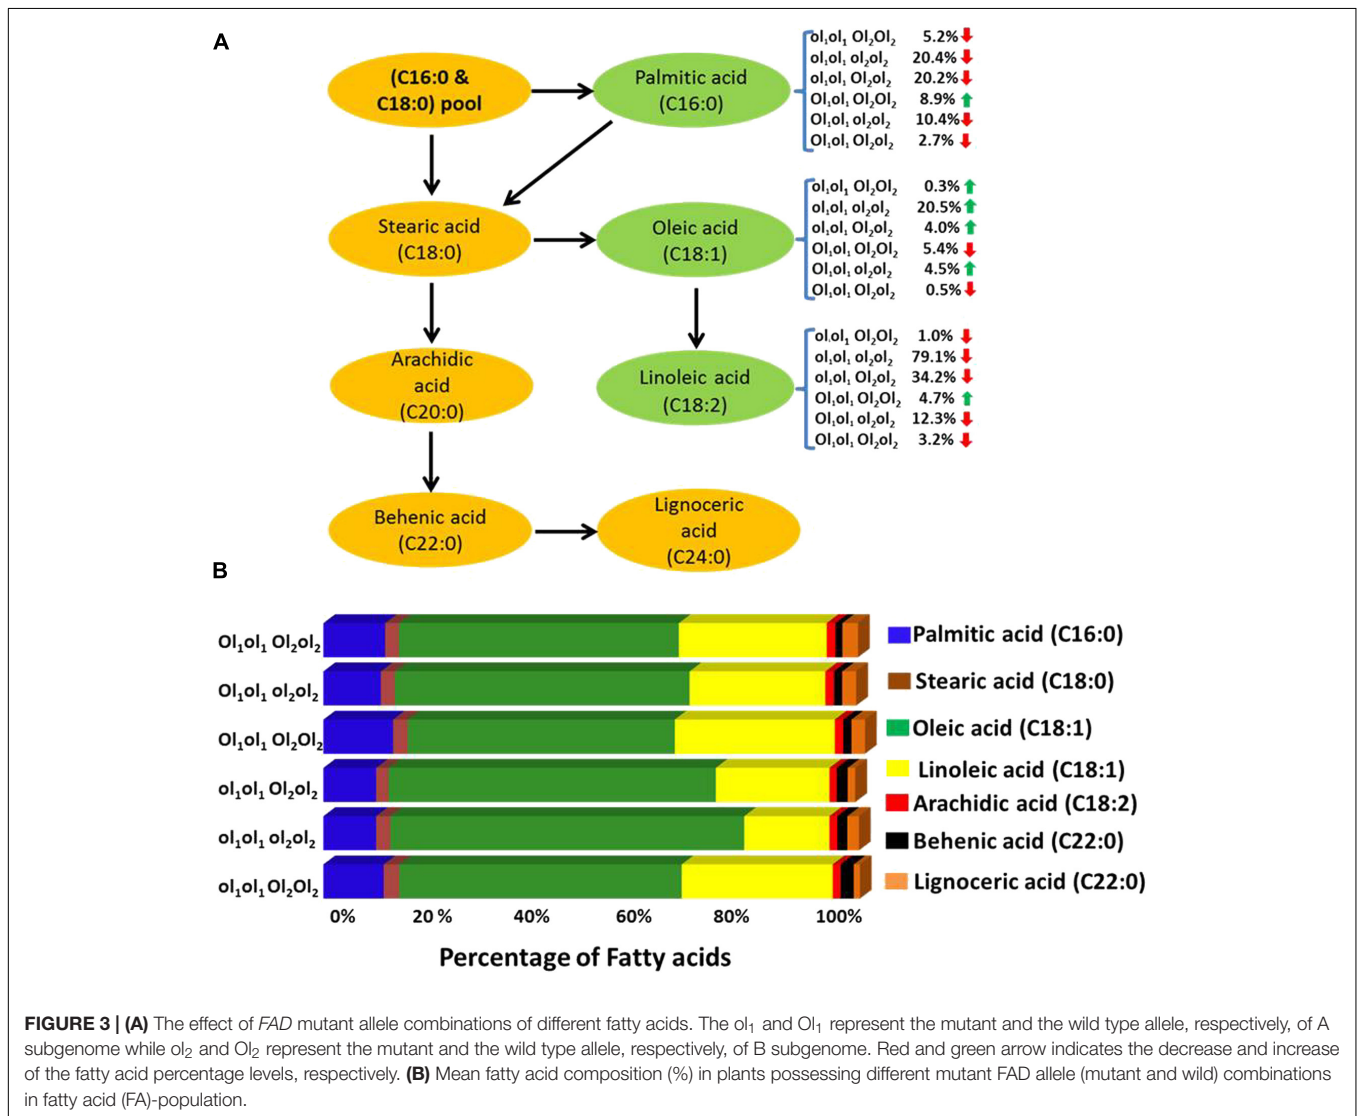 A
(C16:0 &
C18:0) pool
Palmitic acid
(C16:0)
ol₁ol₁ Ol₂Ol₂ 5.2%
ol₁ol₁ ol₂ol₂ 20.4%
ol₁ol₁ Ol₂ol₂ 20.2%
Ol₁ol₁ Ol₂Ol₂ 8.9%
Ol₁ol₁ ol₂ol₂ 10.4%
Ol₁ol₁ Ol₂ol₂ 2.7%
Stearic acid
(C18:0)
Oleic acid
(C18:1)
ol₁ol₁ Ol₂Ol₂ 0.3%
ol₁ol₁ ol₂ol₂ 20.5%
ol₁ol₁ Ol₂ol₂ 4.0%
Ol₁ol₁ Ol₂Ol₂ 5.4%
Ol₁ol₁ ol₂ol₂ 4.5%
Ol₁ol₁ Ol₂ol₂ 0.5%
Arachidic
acid
(C20:0)
Linoleic acid
(C18:2)
ol₁ol₁ Ol₂Ol₂ 1.0%
ol₁ol₁ ol₂ol₂ 79.1%
ol₁ol₁ Ol₂ol₂ 34.2%
Ol₁ol₁ Ol₂Ol₂ 4.7%
Ol₁ol₁ ol₂ol₂ 12.3%
Ol₁ol₁ Ol₂ol₂ 3.2%
Behenic acid
(C22:0)
Lignoceric
acid
(C24:0)
B
Ol₁ol₁ Ol₂ol₂
Ol₁ol₁ ol₂ol₂
Ol₁ol₁ Ol₂Ol₂
ol₁ol₁ Ol₂ol₂
ol₁ol₁ ol₂ol₂
ol₁ol₁ Ol₂Ol₂
0% 20 % 40% 60% 80% 100%
Percentage of Fatty acids
Palmitic acid (C16:0)
Stearic acid (C18:0)
Oleic acid (C18:1)
Linoleic acid (C18:1)
Arachidic acid (C18:2)
Behenic acid (C22:0)
Lignoceric acid (C22:0)
FIGURE 3 | (A) The effect of FAD mutant allele combinations of different fatty acids. The ol₁ and Ol₁ represent the mutant and the wild type allele, respectively, of A
subgenome while ol₂ and Ol₂ represent the mutant and the wild type allele, respectively, of B subgenome. Red and green arrow indicates the decrease and increase
of the fatty acid percentage levels, respectively. (B) Mean fatty acid composition (%) in plants possessing different mutant FAD allele (mutant and wild) combinations
in fatty acid (FA)-population.